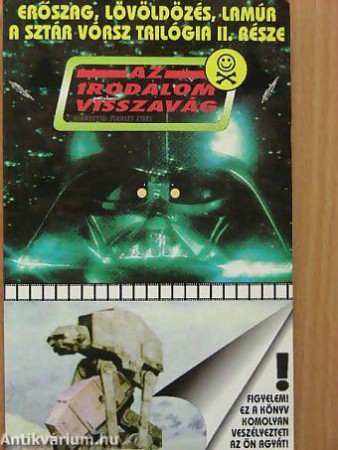 ERŐSZAG, LÖVÖLDÖZÉS, LAMÚR
A SZTÁR VÓRSZ TRILÓGIA II. RÉSZE
AZ
IRODALOM
VISSZAVÁG
!
FIGYELEM!
EZ A KÖNYV
KOMOLYAN
VESZÉLYEZTETI
AZ ÖN AGYÁT!
Antikvarium.hu